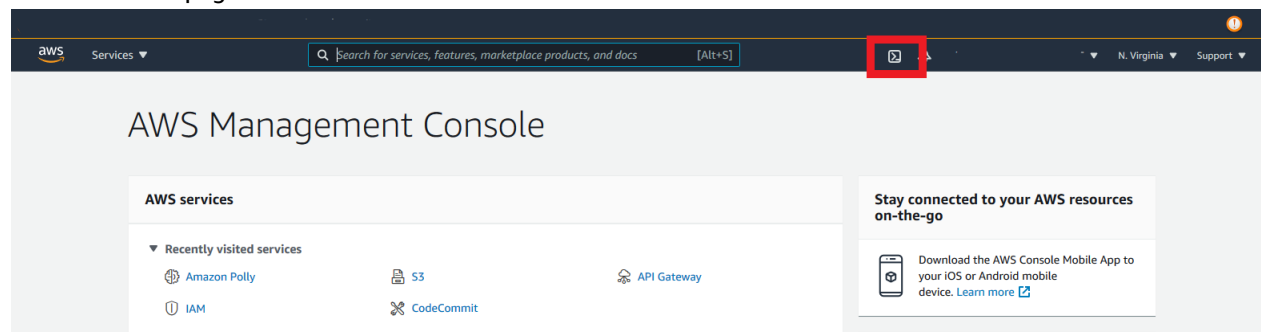 aws Services ▼ Search for services, features, marketplace products, and docs [Alt+S] N. Virginia ▼ Support ▼
AWS Management Console
AWS services
▼ Recently visited services
Amazon Polly S3 API Gateway
IAM CodeCommit
Stay connected to your AWS resources
on-the-go
Download the AWS Console Mobile App to
your iOS or Android mobile
device. Learn more